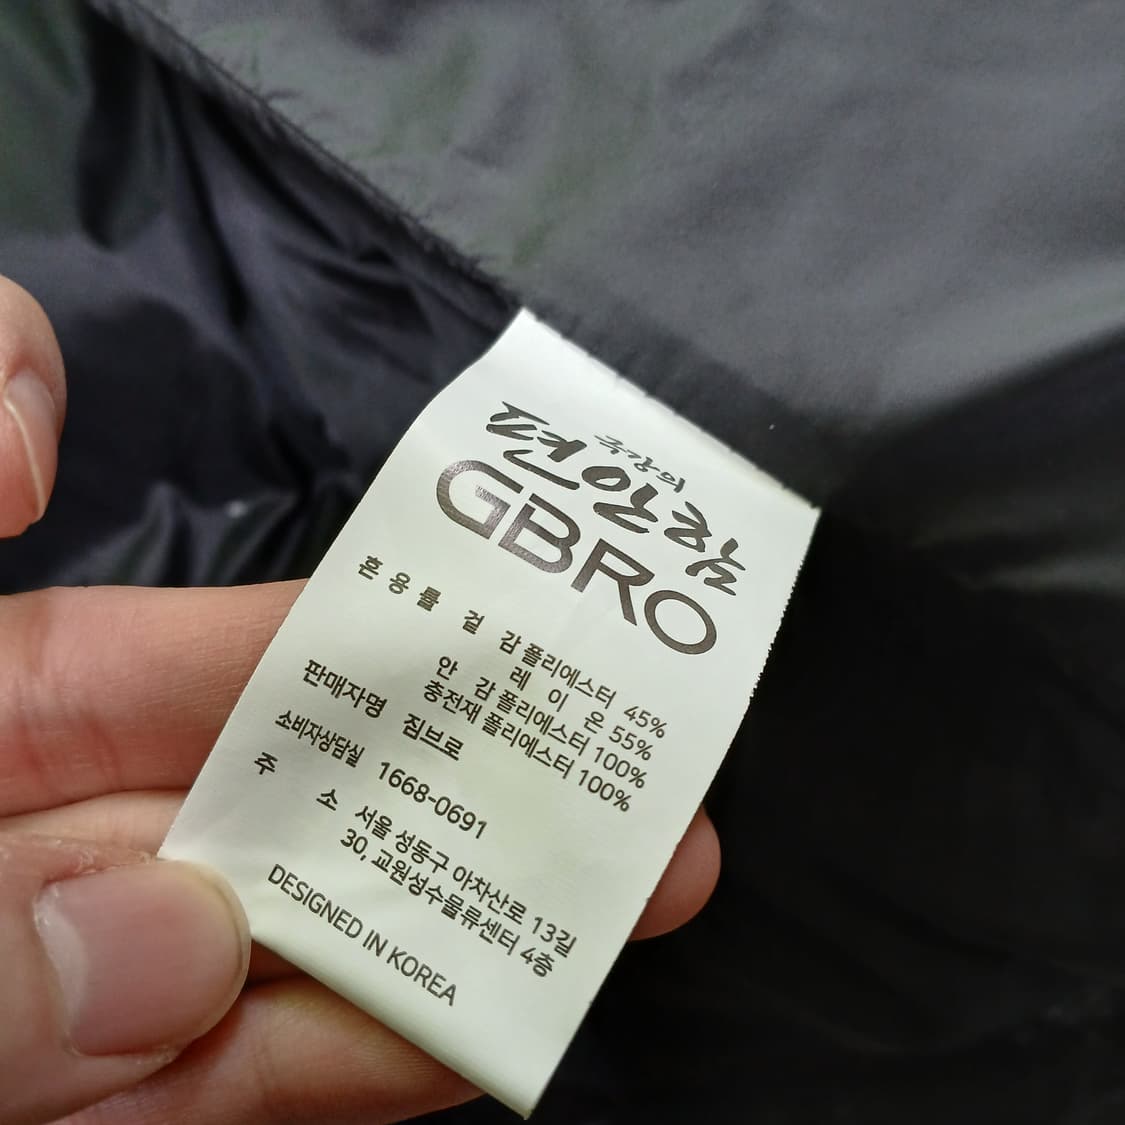 극강의
편안함
GBRO
혼용률 겉감 폴리에스터 45%
레이온 55%
안감 폴리에스터 100%
충전재 폴리에스터 100%
판매자명 짐브로
소비자상담실 1668-0691
주소 서울 성동구 아차산로 13길
30, 교원성수물류센터 4층
DESIGNED IN KOREA